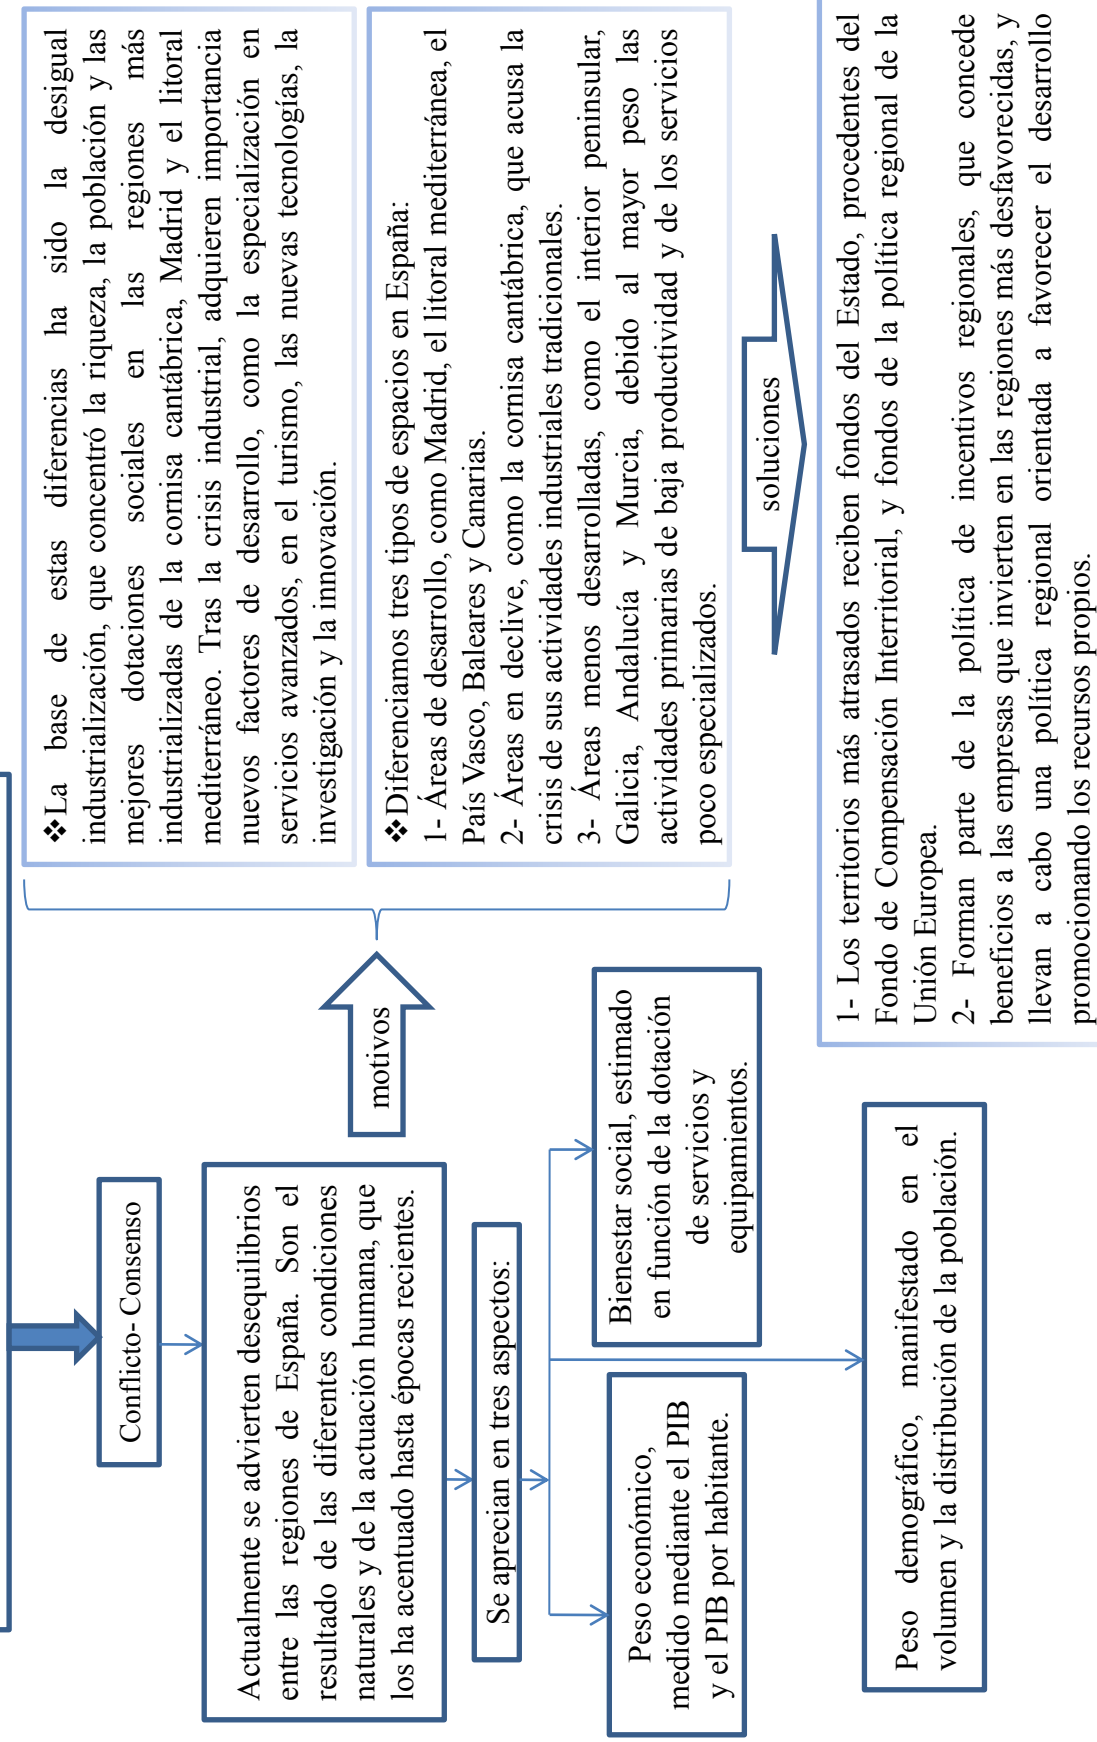 Conflicto- Consenso
Actualmente se advierten desequilibrios
entre las regiones de España. Son el
resultado de las diferentes condiciones
naturales y de la actuación humana, que
los ha acentuado hasta épocas recientes.
Se aprecian en tres aspectos:
Peso económico,
medido mediante el PIB
y el PIB por habitante.
Bienestar social, estimado
en función de la dotación
de servicios y
equipamientos.
Peso demográfico, manifestado en el
volumen y la distribución de la población.
motivos
❖La base de estas diferencias ha sido la desigual
industrialización, que concentró la riqueza, la población y las
mejores dotaciones sociales en las regiones más
industrializadas de la cornisa cantábrica, Madrid y el litoral
mediterráneo. Tras la crisis industrial, adquieren importancia
nuevos factores de desarrollo, como la especialización en
servicios avanzados, en el turismo, las nuevas tecnologías, la
investigación y la innovación.
❖Diferenciamos tres tipos de espacios en España:
1- Áreas de desarrollo, como Madrid, el litoral mediterránea, el
País Vasco, Baleares y Canarias.
2- Áreas en declive, como la cornisa cantábrica, que acusa la
crisis de sus actividades industriales tradicionales.
3- Áreas menos desarrolladas, como el interior peninsular,
Galicia, Andalucía y Murcia, debido al mayor peso las
actividades primarias de baja productividad y de los servicios
poco especializados.
soluciones
1- Los territorios más atrasados reciben fondos del Estado, procedentes del
Fondo de Compensación Interritorial, y fondos de la política regional de la
Unión Europea.
2- Forman parte de la política de incentivos regionales, que concede
beneficios a las empresas que invierten en las regiones más desfavorecidas, y
llevan a cabo una política regional orientada a favorecer el desarrollo
promocionando los recursos propios.